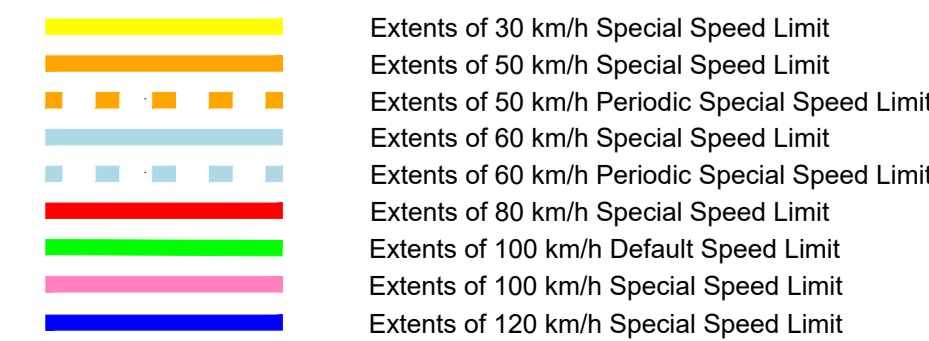 Extents of 30 km/h Special Speed Limit
Extents of 50 km/h Special Speed Limit
Extents of 50 km/h Periodic Special Speed Limit
Extents of 60 km/h Special Speed Limit
Extents of 60 km/h Periodic Special Speed Limit
Extents of 80 km/h Special Speed Limit
Extents of 100 km/h Default Speed Limit
Extents of 100 km/h Special Speed Limit
Extents of 120 km/h Special Speed Limit